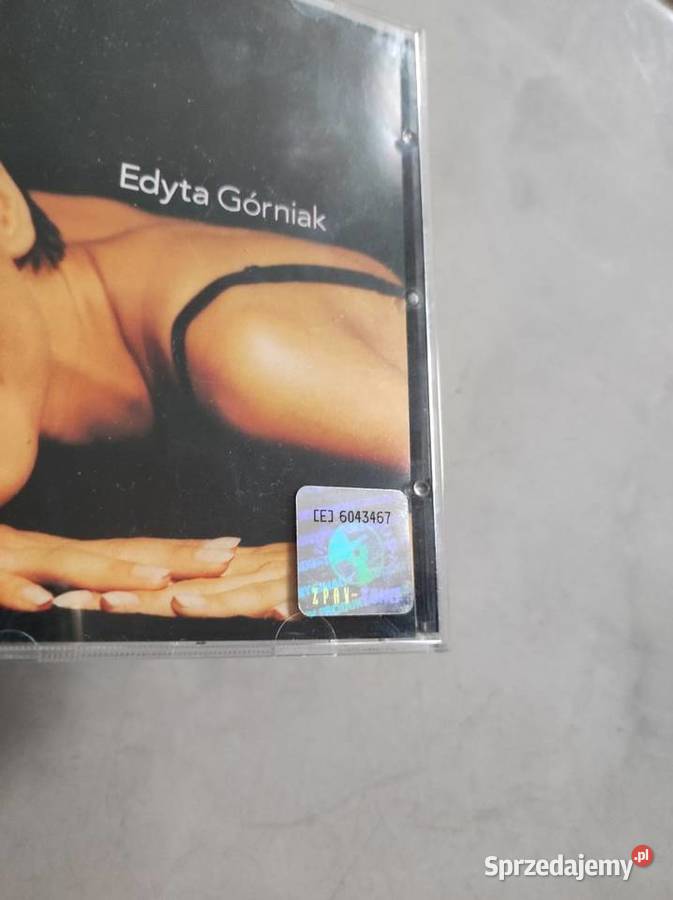 Edyta Górniak
[E] 6043467
ZPAV-
Sprzedajemy.pl